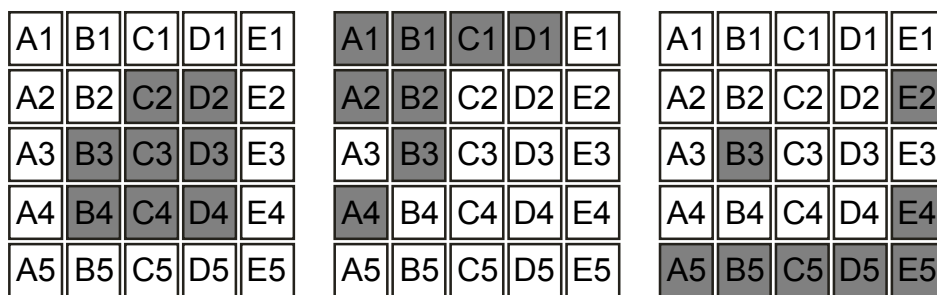 A1 B1 C1 D1 E1 A1 B1 C1 D1 E1 A1 B1 C1 D1 E1
A2 B2 C2 D2 E2 A2 B2 C2 D2 E2 A2 B2 C2 D2 E2
A3 B3 C3 D3 E3 A3 B3 C3 D3 E3 A3 B3 C3 D3 E3
A4 B4 C4 D4 E4 A4 B4 C4 D4 E4 A4 B4 C4 D4 E4
A5 B5 C5 D5 E5 A5 B5 C5 D5 E5 A5 B5 C5 D5 E5